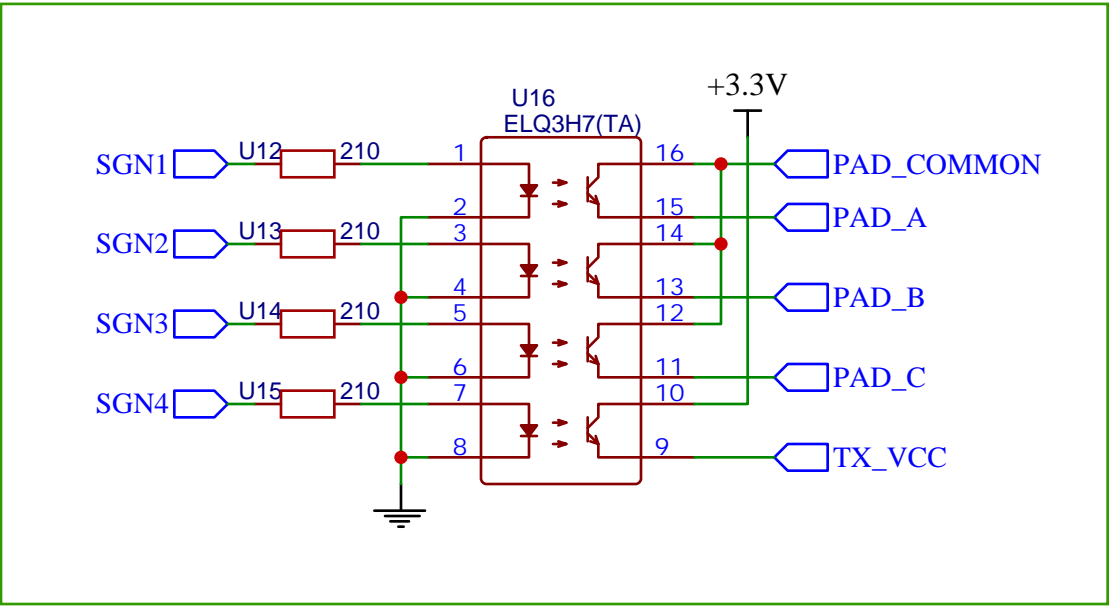 +3.3V
U16
ELQ3H7(TA)
SGN1 U12 210 1 16 PAD_COMMON
2 15 PAD_A
SGN2 U13 210 3 14
4 13 PAD_B
SGN3 U14 210 5 12
6 11 PAD_C
SGN4 U15 210 7 10
8 9 TX_VCC